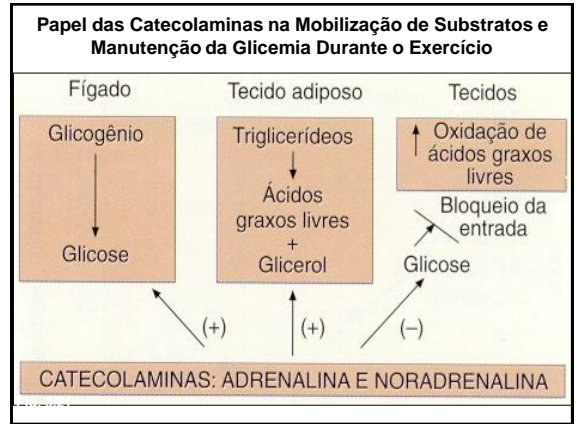 Papel das Catecolaminas na Mobilização de Substratos e
Manutenção da Glicemia Durante o Exercício
Fígado
Glicogênio
Glicose
Tecido adiposo
Triglicerídeos
Ácidos
graxos livres
+
Glicerol
Tecidos
Oxidação de
ácidos graxos
livres
Bloqueio da
entrada
Glicose
(+)
(+)
(–)
CATECOLAMINAS: ADRENALINA E NORADRENALINA